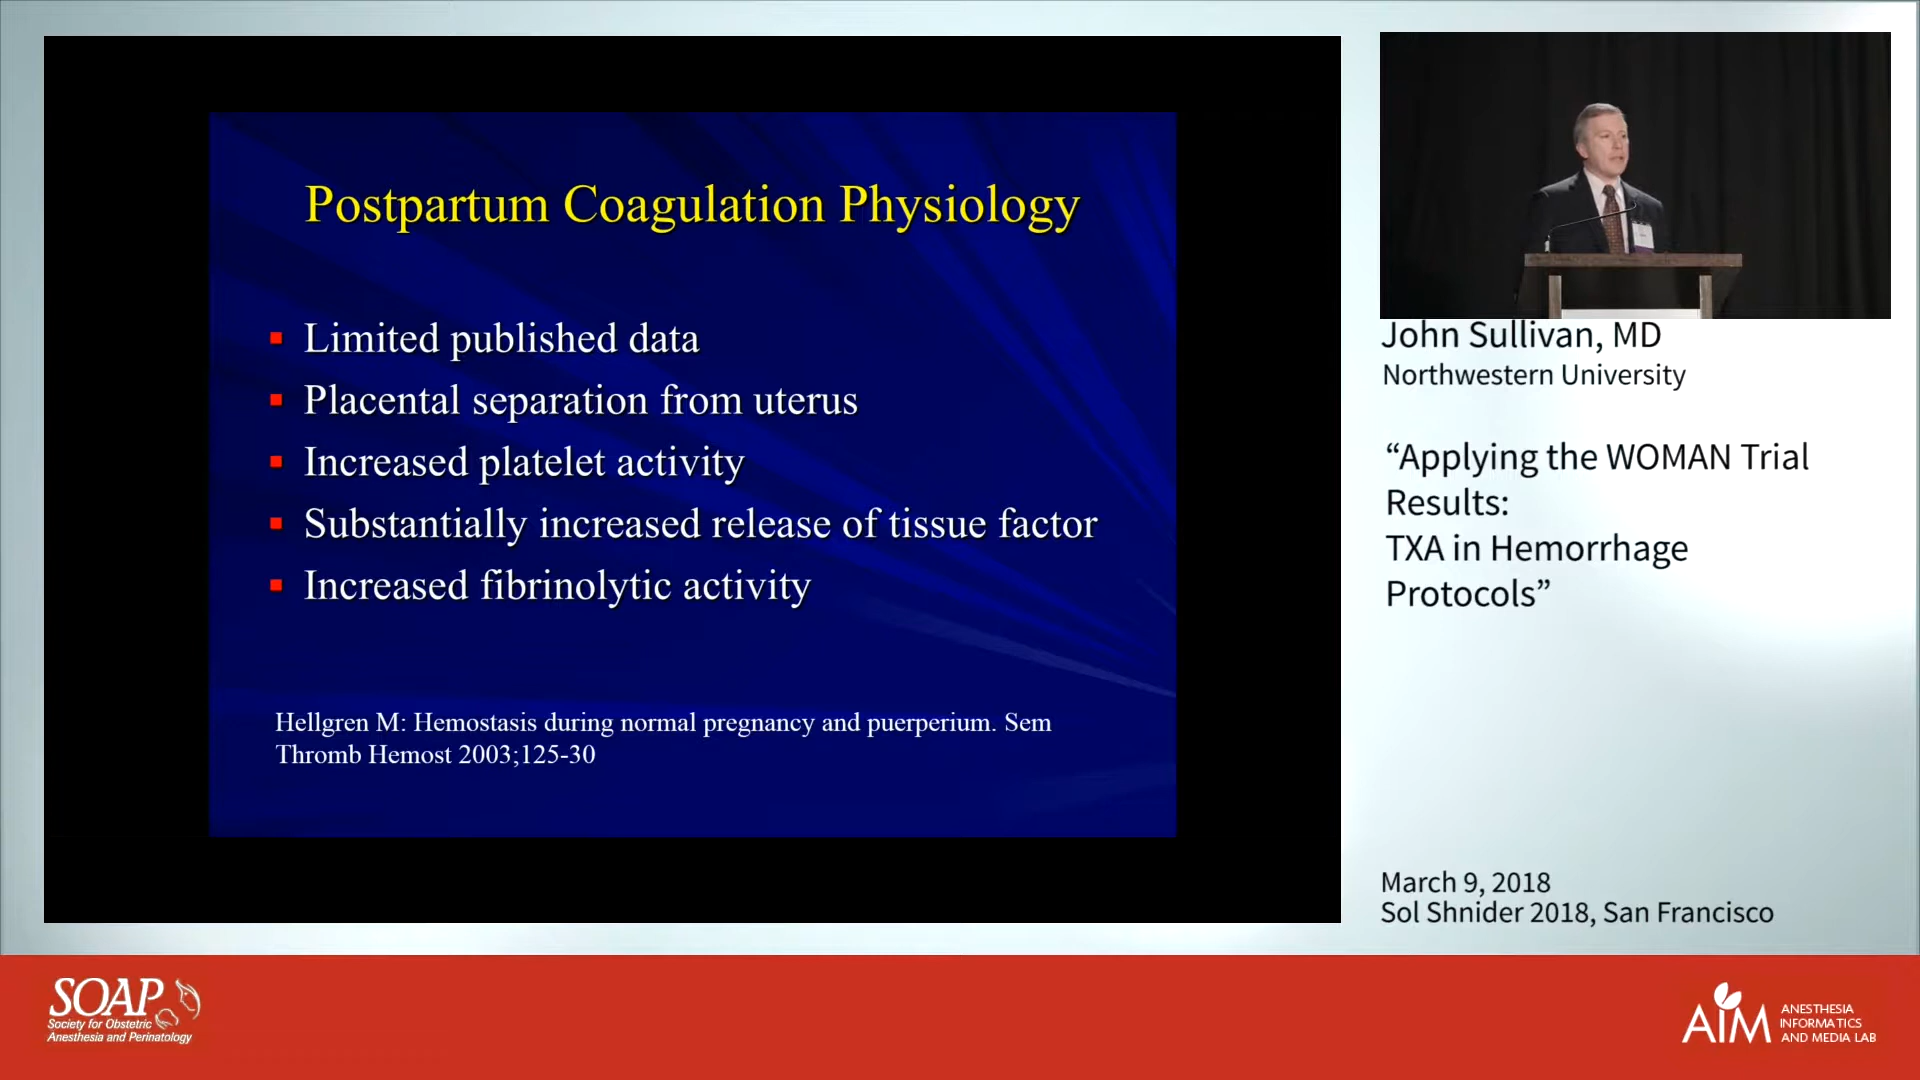 Postpartum Coagulation Physiology
Limited published data
Placental separation from uterus
Increased platelet activity
Substantially increased release of tissue factor
Increased fibrinolytic activity
Hellgren M: Hemostasis during normal pregnancy and puerperium. Sem
Thromb Hemost 2003;125-30
John Sullivan, MD
Northwestern University
“Applying the WOMAN Trial
Results:
TXA in Hemorrhage
Protocols”
March 9, 2018
Sol Shnider 2018, San Francisco
SOAP
Society for Obstetric
Anesthesia and Perinatology
AIM
ANESTHESIA
INFORMATICS
AND MEDIA LAB